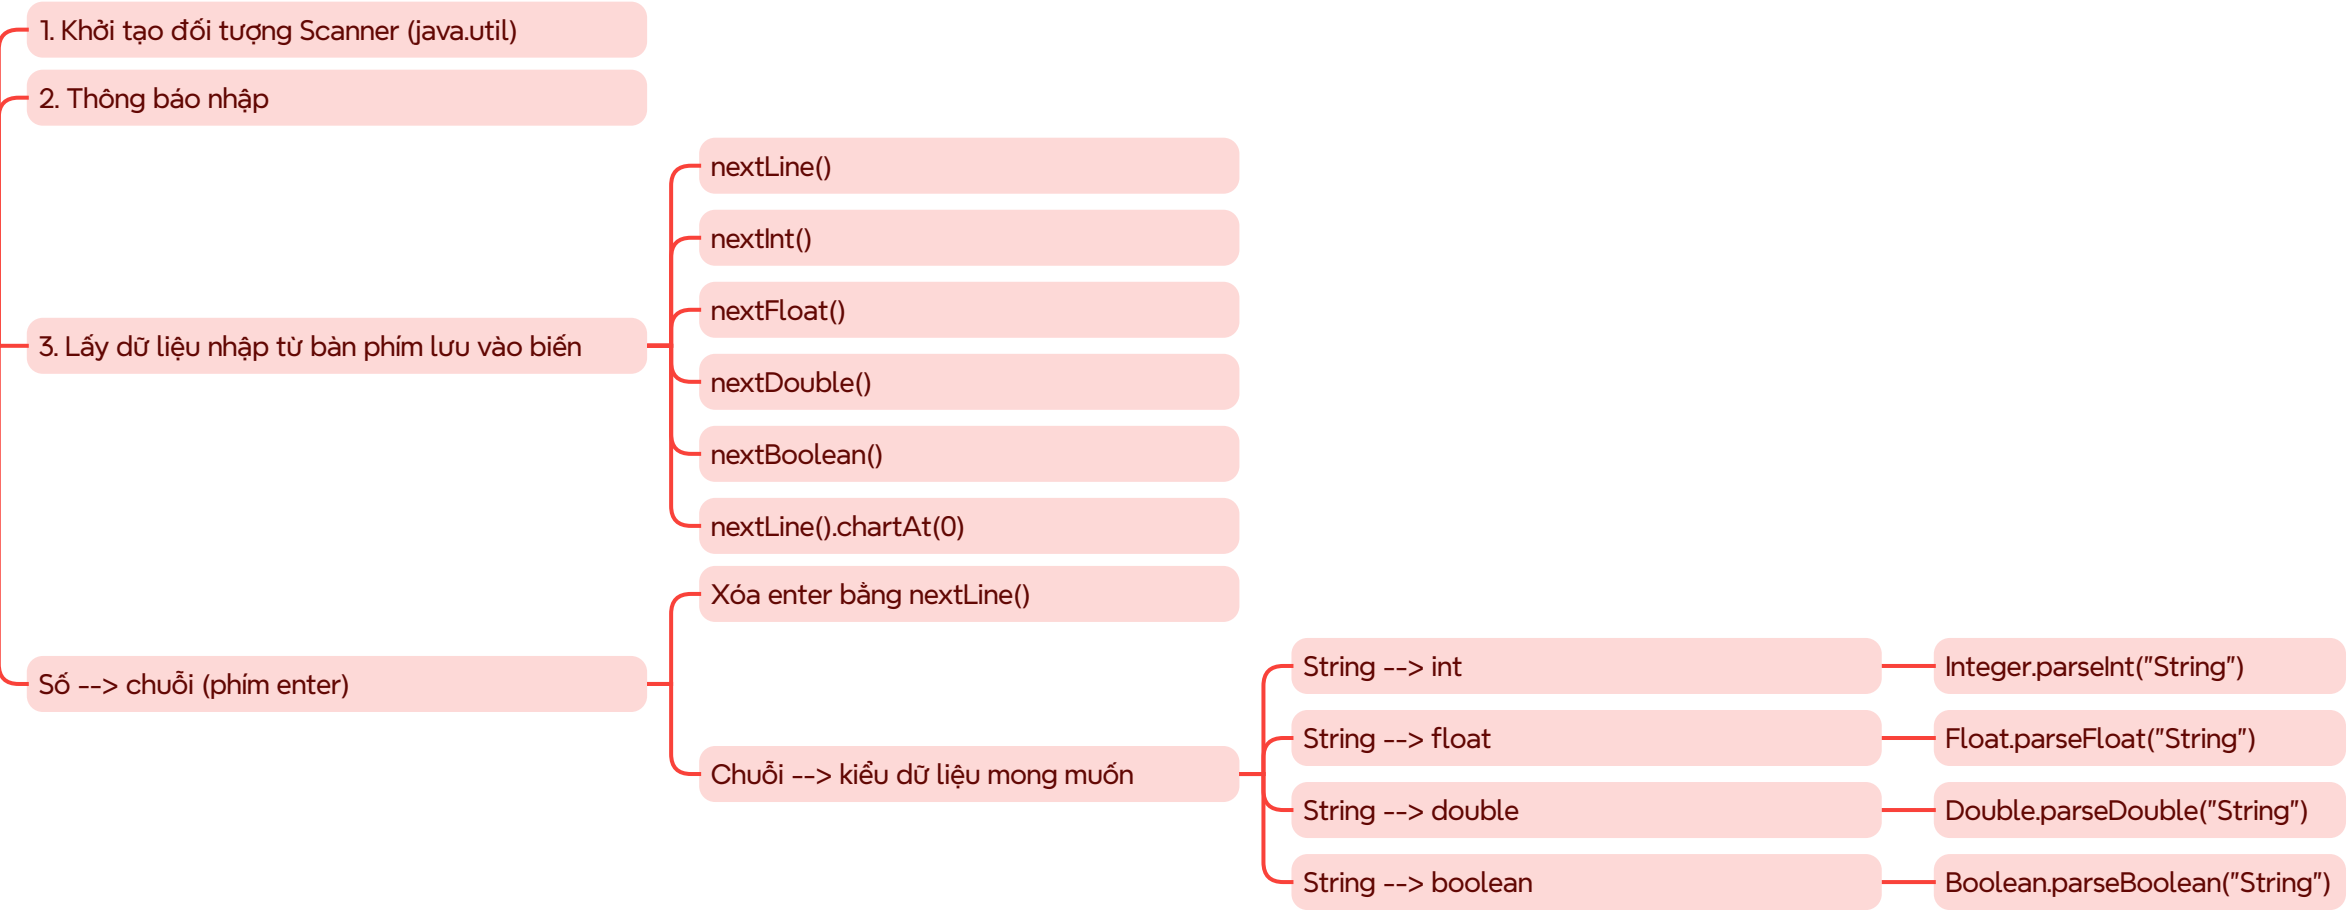 1. Khởi tạo đối tượng Scanner (java.util)
2. Thông báo nhập
3. Lấy dữ liệu nhập từ bàn phím lưu vào biến
nextLine()
nextInt()
nextFloat()
nextDouble()
nextBoolean()
nextLine().chartAt(0)
Số --> chuỗi (phím enter)
Xóa enter bằng nextLine()
Chuỗi --> kiểu dữ liệu mong muốn
String --> int
Integer.parseInt("String")
String --> float
Float.parseFloat("String")
String --> double
Double.parseDouble("String")
String --> boolean
Boolean.parseBoolean("String")